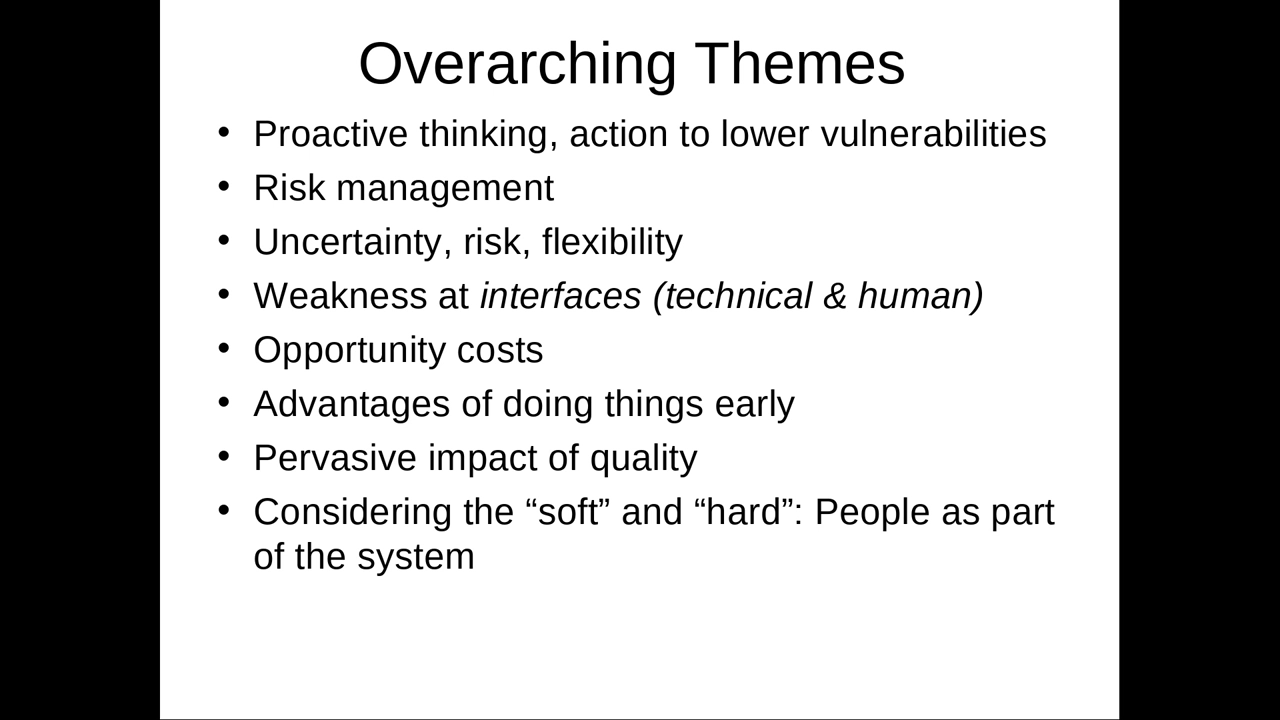 Overarching Themes
• Proactive thinking, action to lower vulnerabilities
• Risk management
• Uncertainty, risk, flexibility
• Weakness at interfaces (technical & human)
• Opportunity costs
• Advantages of doing things early
• Pervasive impact of quality
• Considering the “soft” and “hard”: People as part
of the system